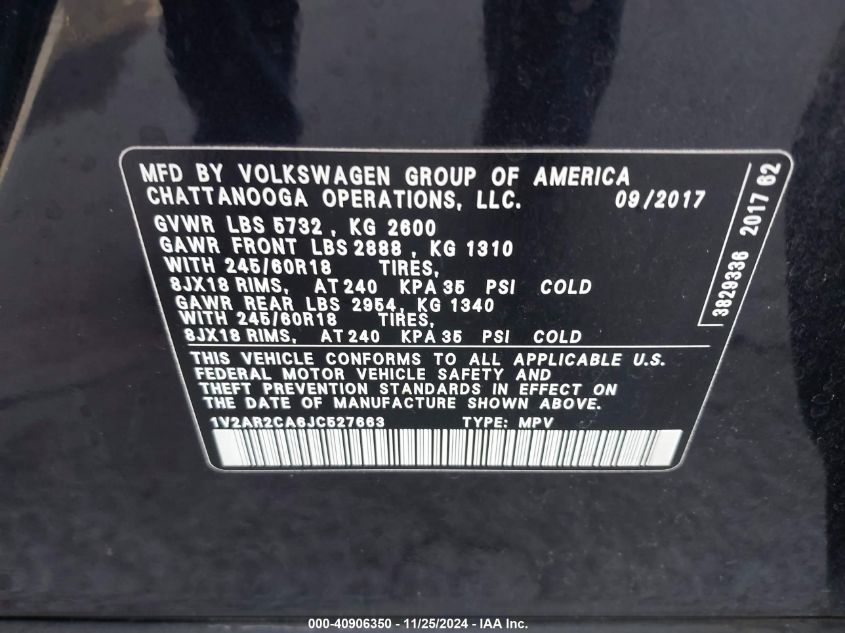 MFD BY VOLKSWAGEN GROUP OF AMERICA
CHATTANOOGA OPERATIONS, LLC. 09/2017
GVWR LBS 5732 , KG 2600
GAWR FRONT LBS 2888 , KG 1310
WITH 245/60R18 TIRES,
8JX18 RIMS, AT 240 KPA 35 PSI COLD
GAWR REAR LBS 2954, KG 1340
WITH 245/60R18 TIRES,
8JX18 RIMS, AT 240 KPA 35 PSI COLD
THIS VEHICLE CONFORMS TO ALL APPLICABLE U.S.
FEDERAL MOTOR VEHICLE SAFETY AND
THEFT PREVENTION STANDARDS IN EFFECT ON
THE DATE OF MANUFACTURE SHOWN ABOVE.
1V2AR2CA6JC527663 TYPE: MPV
3829336 2017 62
000-40906350 - 11/25/2024 - IAA Inc.